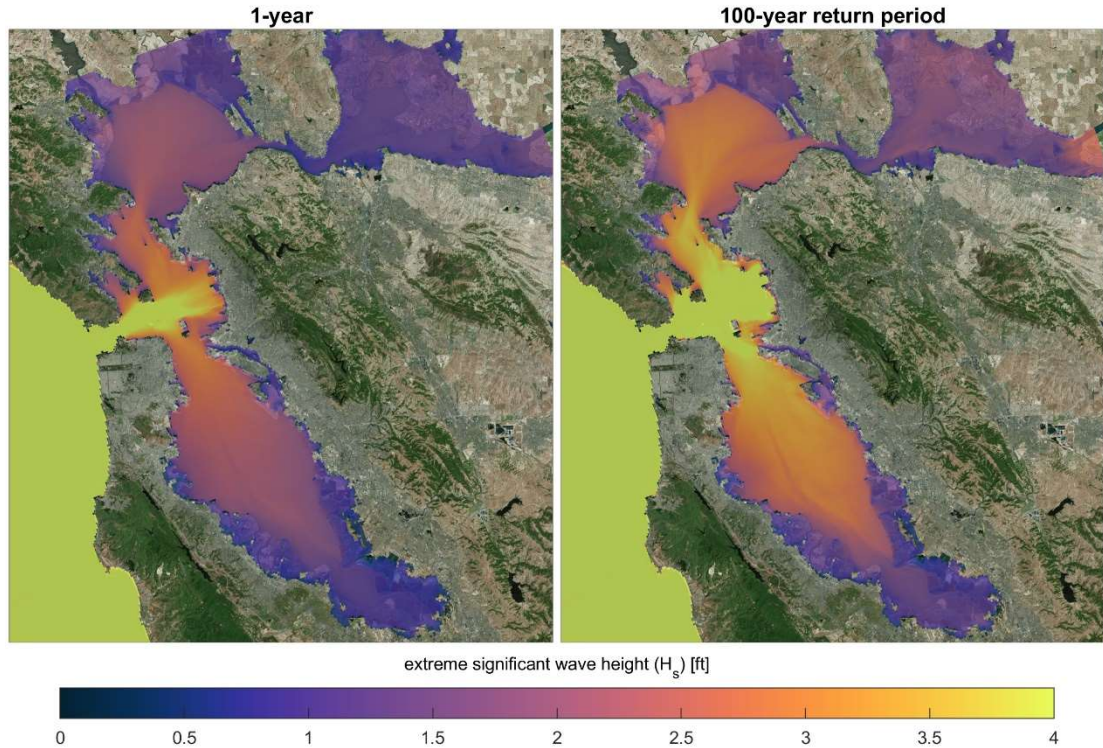 1-year
100-year return period
extreme significant wave height (H_s) [ft]
0 0.5 1 1.5 2 2.5 3 3.5 4